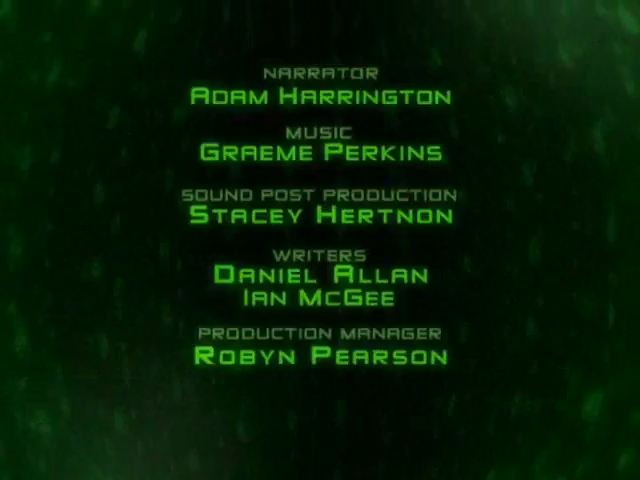 NARRATOR
ADAM HARRINGTON
MUSIC
GRAEME PERKINS
SOUND POST PRODUCTION
STACEY HERTNON
WRITERS
DANIEL ALLAN
IAN MCGEE
PRODUCTION MANAGER
ROBYN PEARSON